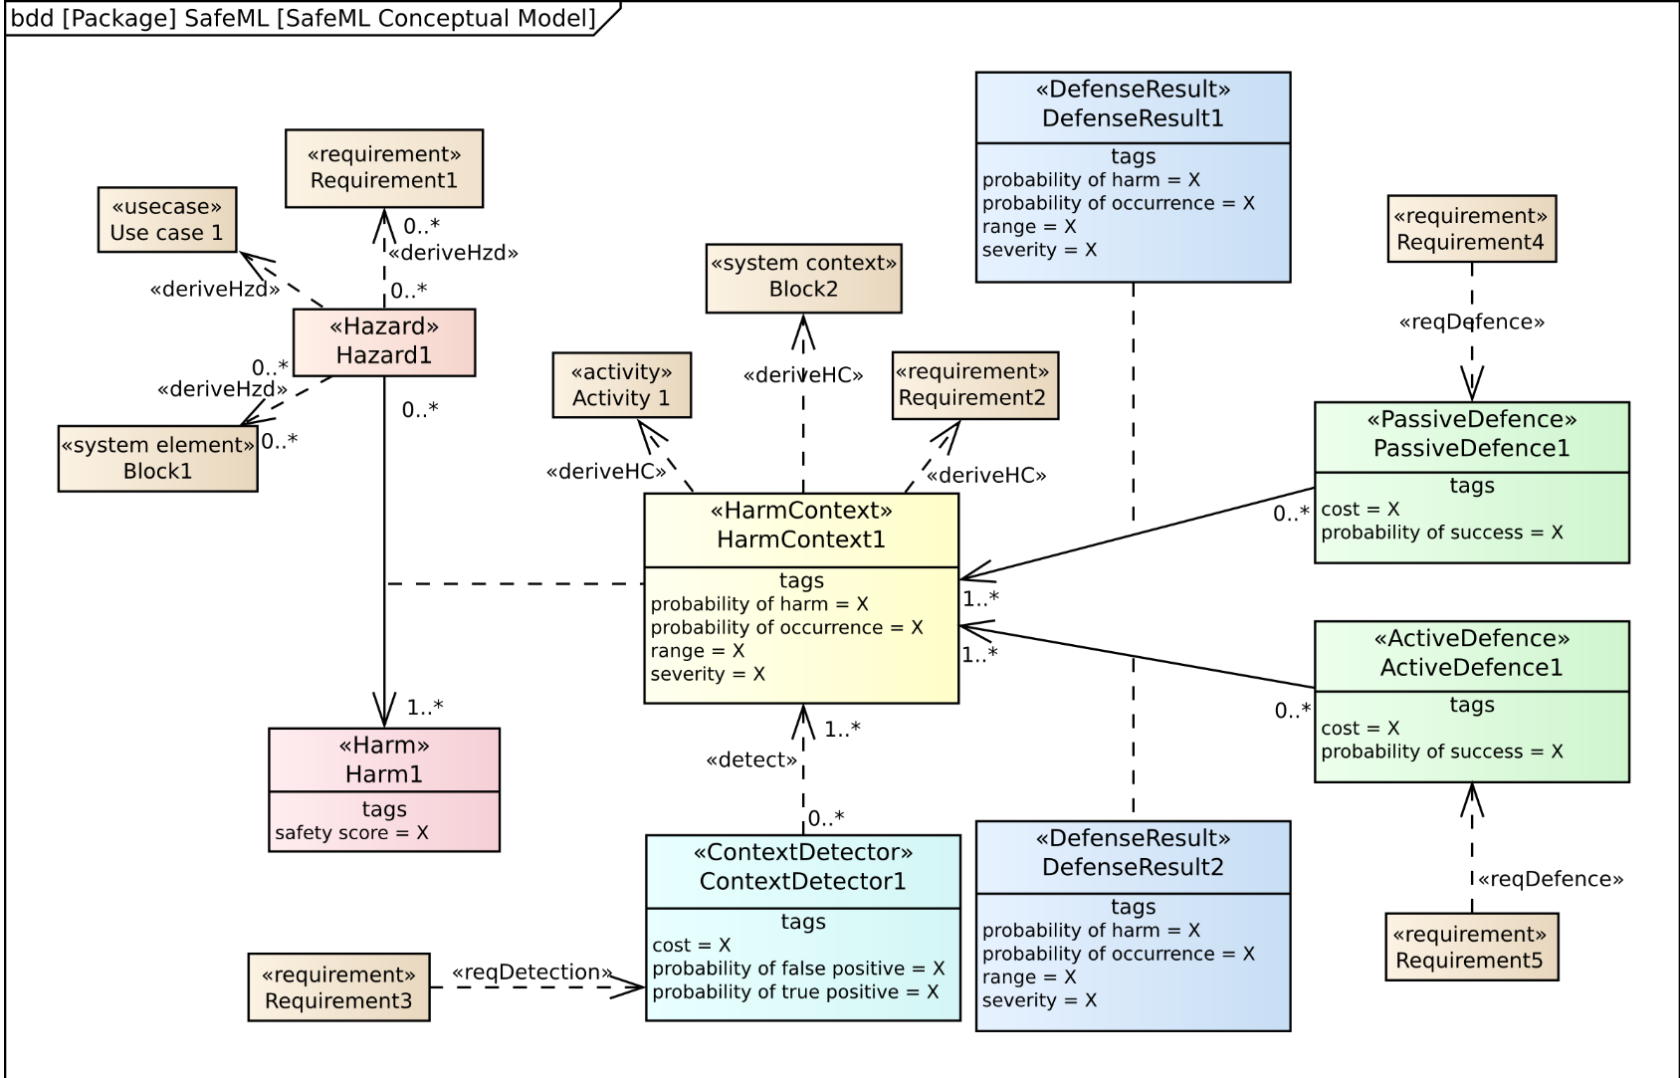 bdd [Package] SafeML [SafeML Conceptual Model]
«DefenseResult»
DefenseResult1
tags
probability of harm = X
probability of occurrence = X
range = X
severity = X
«requirement»
Requirement1
«usecase»
Use case 1
0..*
«deriveHzd»
«deriveHzd»
0..*
«Hazard»
Hazard1
0..*
«deriveHzd»
0..*
0..*
«system element»
Block1
«system context»
Block2
«activity»
Activity 1
«deriveHC»
«requirement»
Requirement2
«deriveHC»
«deriveHC»
«requirement»
Requirement4
«reqDefence»
«PassiveDefence»
PassiveDefence1
tags
cost = X
probability of success = X
0..*
1..*
«HarmContext»
HarmContext1
tags
probability of harm = X
probability of occurrence = X
range = X
severity = X
1..*
0..*
«ActiveDefence»
ActiveDefence1
tags
cost = X
probability of success = X
1..*
«Harm»
Harm1
tags
safety score = X
1..*
«detect»
0..*
«ContextDetector»
ContextDetector1
tags
cost = X
probability of false positive = X
probability of true positive = X
«DefenseResult»
DefenseResult2
tags
probability of harm = X
probability of occurrence = X
range = X
severity = X
«reqDefence»
«requirement»
Requirement5
«requirement»
Requirement3
«reqDetection»